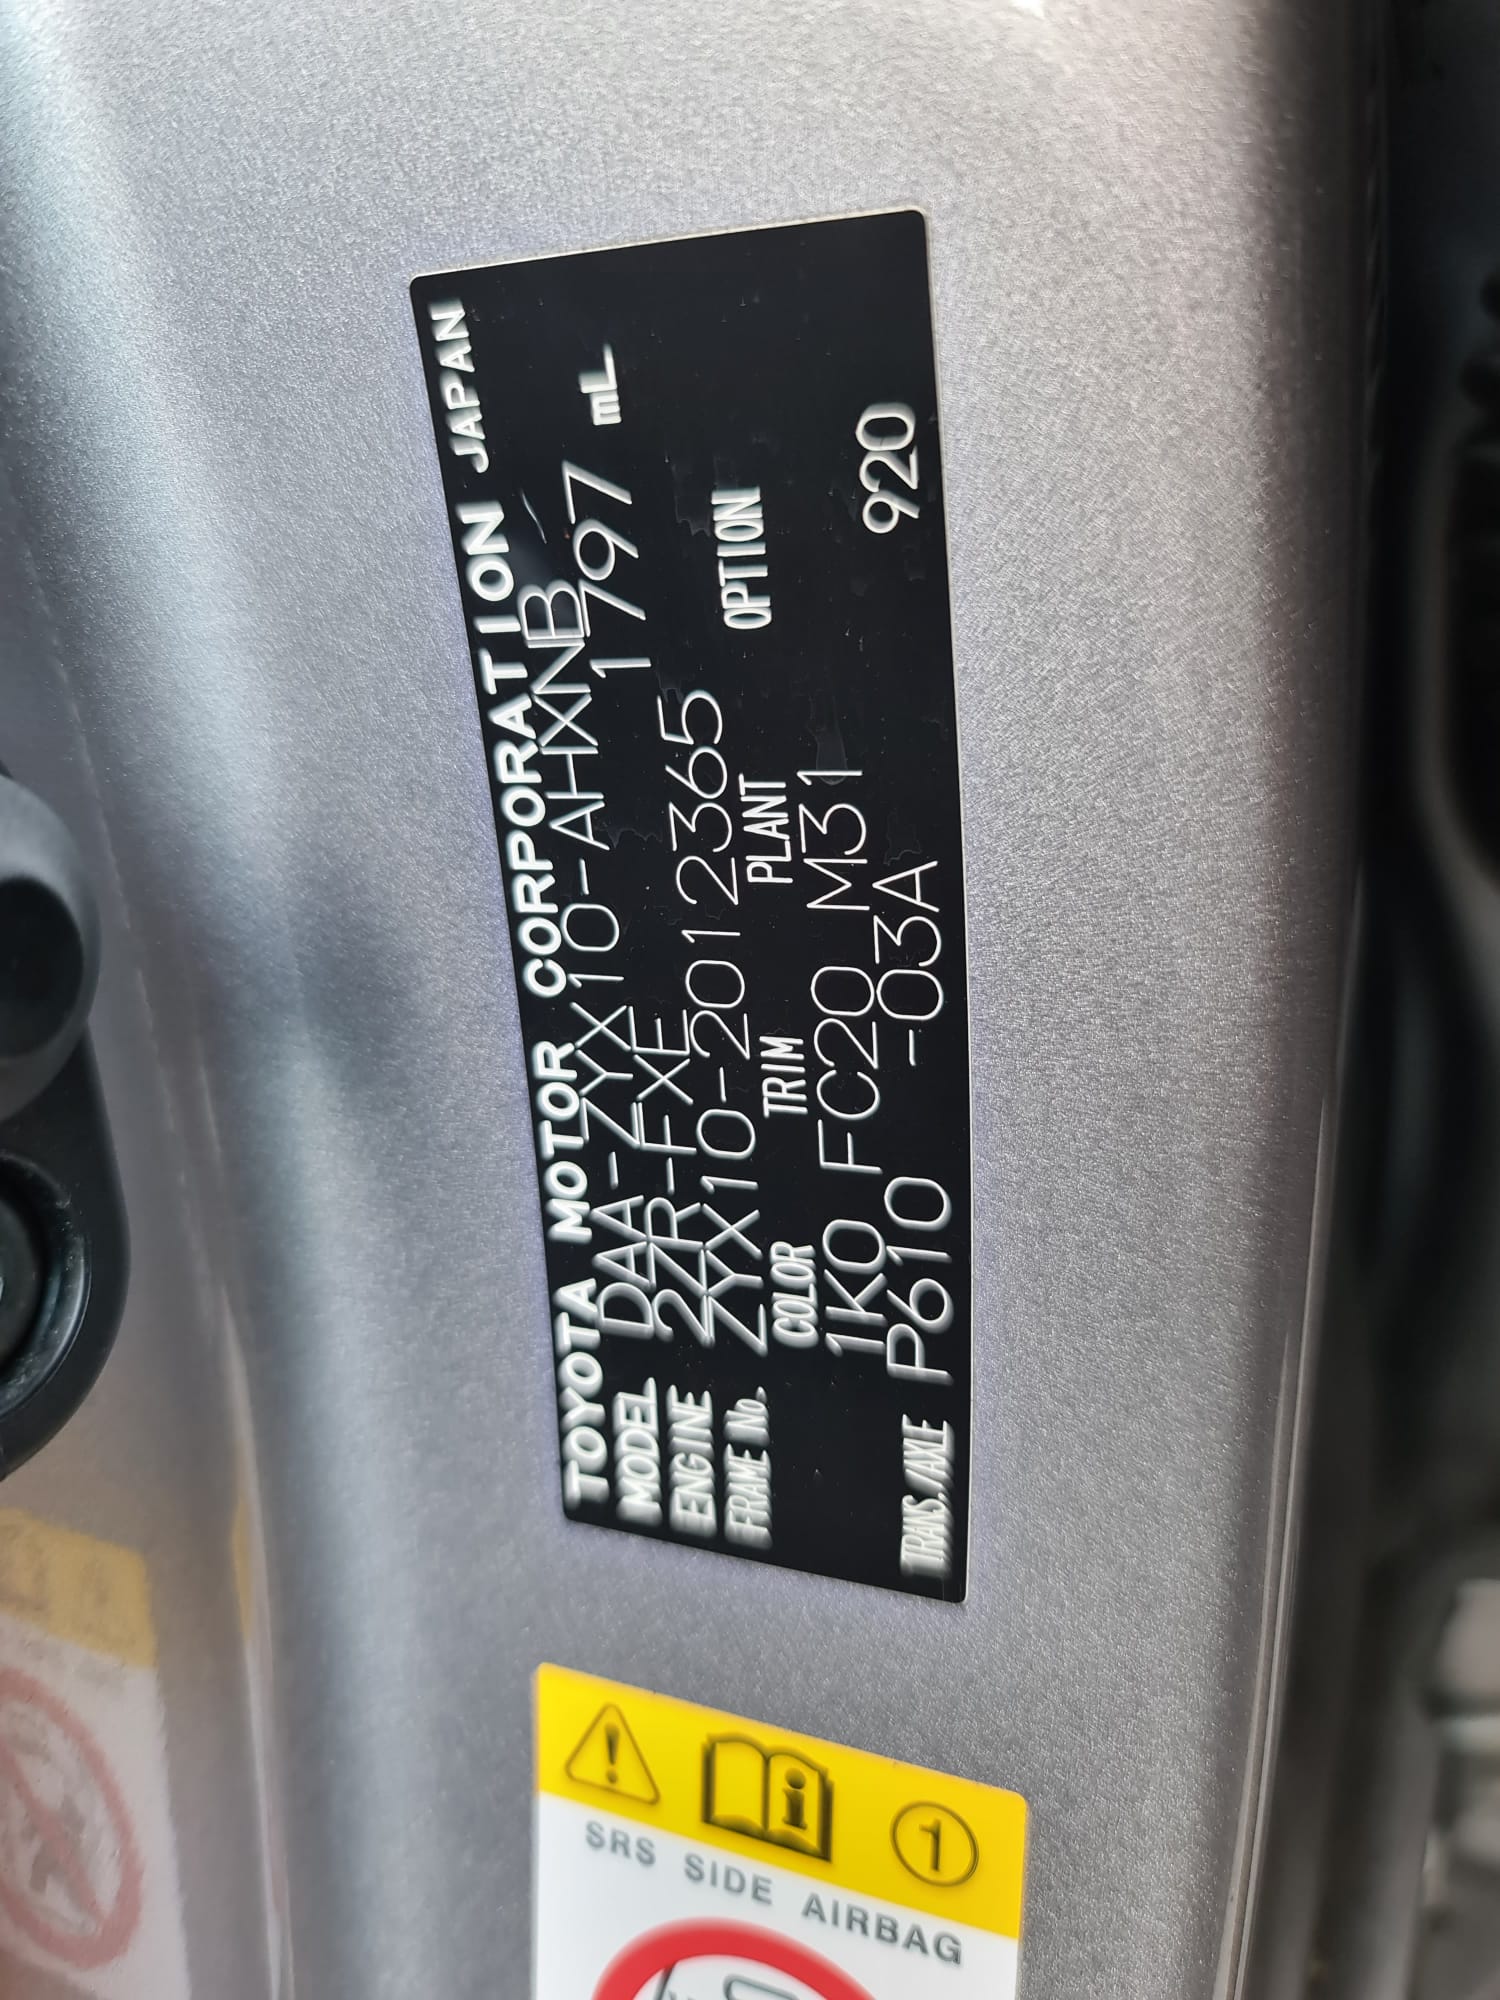 TOYOTA MOTOR CORPORATION JAPAN
MODEL DAA-ZYX10-AHXNB
ENGINE 2ZR-FXE 1797 mL
FRAME No. ZYX10-2012365
COLOR TRIM PLANT OPTION
1K0 FC20 M31
TRANS./AXLE P610 -03A 920
1
SRS SIDE AIRBAG